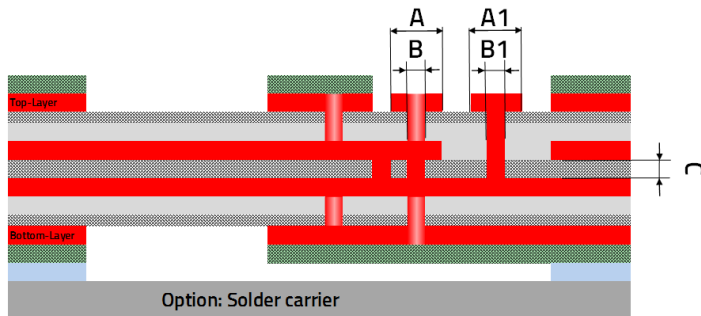 A A1
B B1
Top-Layer
C
Bottom-Layer
Option: Solder carrier